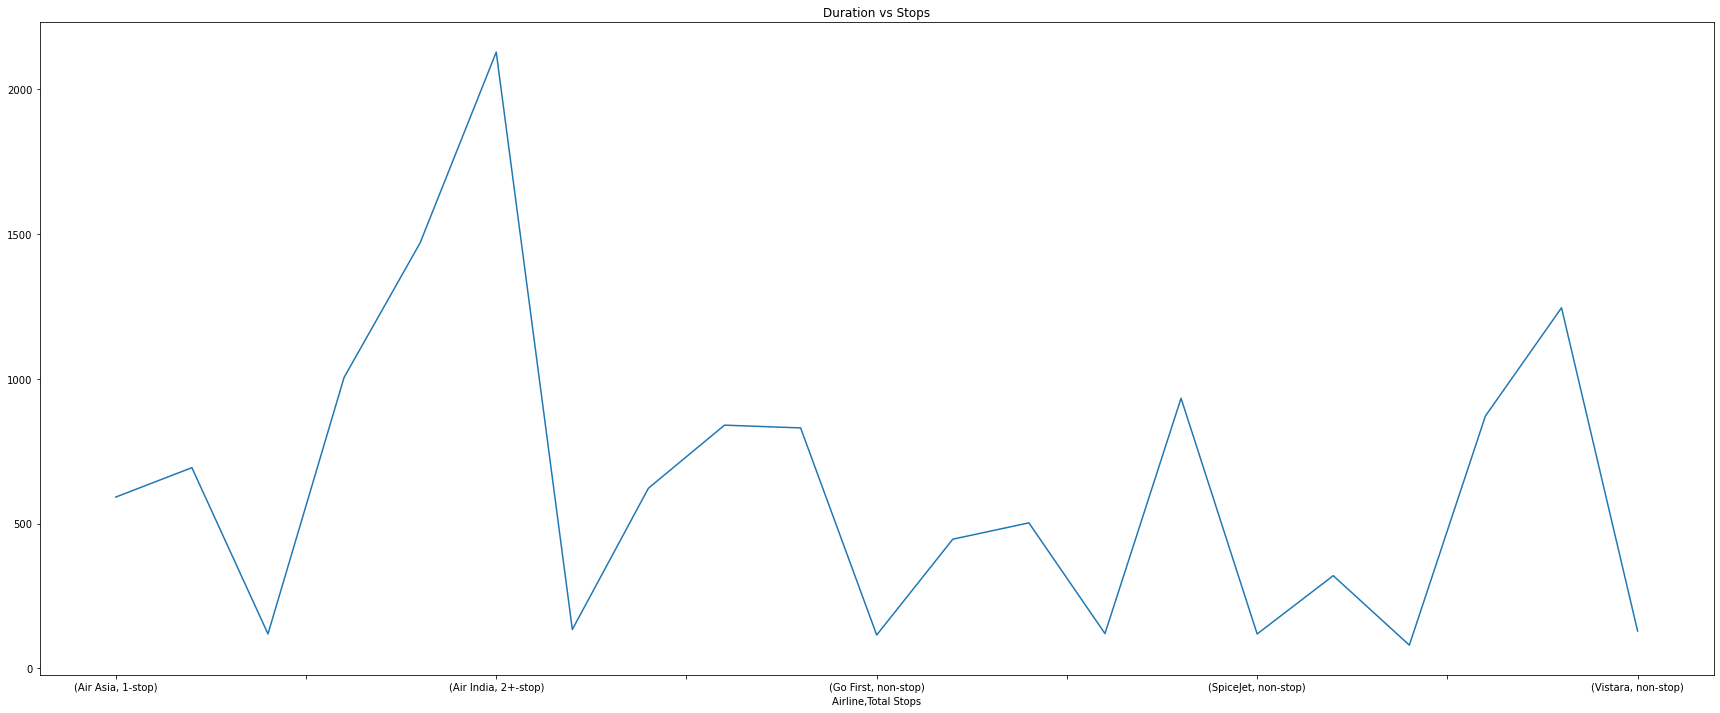 Duration vs Stops
2000
1500
1000
500
0
(Air Asia, 1-stop) (Air India, 2+-stop) (Go First, non-stop) (SpiceJet, non-stop) (Vistara, non-stop)
Airline,Total Stops